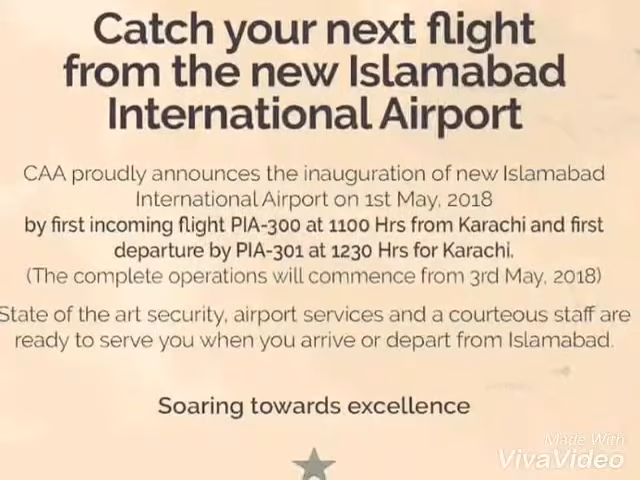 Catch your next flight
from the new Islamabad
International Airport
CAA proudly announces the inauguration of new Islamabad
International Airport on 1st May, 2018
by first incoming flight PIA-300 at 1100 Hrs from Karachi and first
departure by PIA-301 at 1230 Hrs for Karachi.
(The complete operations will commence from 3rd May, 2018)
State of the art security, airport services and a courteous staff are
ready to serve you when you arrive or depart from Islamabad.
Soaring towards excellence
Made With
VivaVideo